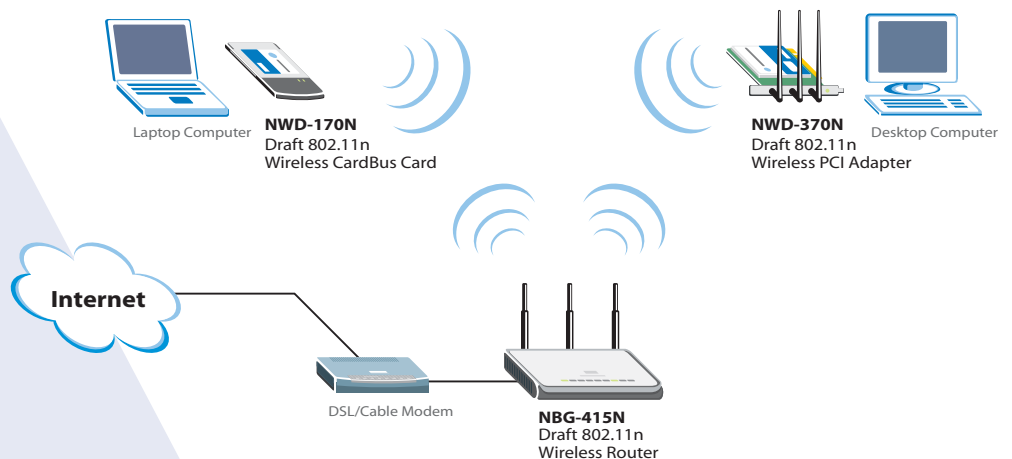 Laptop Computer
NWD-170N
Draft 802.11n
Wireless CardBus Card
NWD-370N
Draft 802.11n
Wireless PCI Adapter
Desktop Computer
Internet
DSL/Cable Modem
NBG-415N
Draft 802.11n
Wireless Router